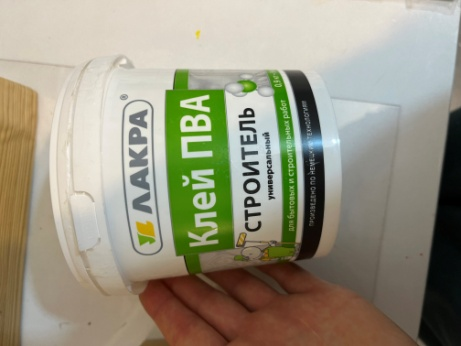 ЛАКРА®
Клей ПВА
СТРОИТЕЛЬ
универсальный
для бытовых и строительных работ
ПРОИЗВЕДЕНО ПО НЕМЕЦКОЙ ТЕХНОЛОГИИ